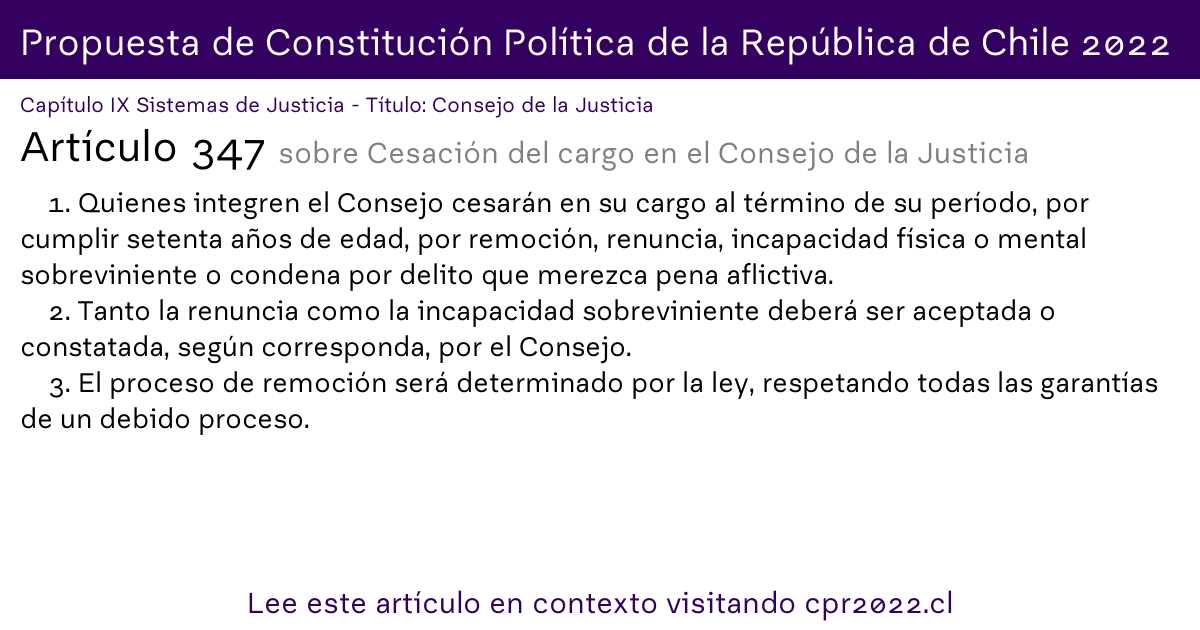 Propuesta de Constitución Política de la República de Chile 2022
Capítulo IX Sistemas de Justicia - Título: Consejo de la Justicia
Artículo 347 sobre Cesación del cargo en el Consejo de la Justicia
1. Quienes integren el Consejo cesarán en su cargo al término de su período, por
cumplir setenta años de edad, por remoción, renuncia, incapacidad física o mental
sobreviniente o condena por delito que merezca pena aflictiva.
2. Tanto la renuncia como la incapacidad sobreviniente deberá ser aceptada o
constatada, según corresponda, por el Consejo.
3. El proceso de remoción será determinado por la ley, respetando todas las garantías
de un debido proceso.
Lee este artículo en contexto visitando cpr2022.cl